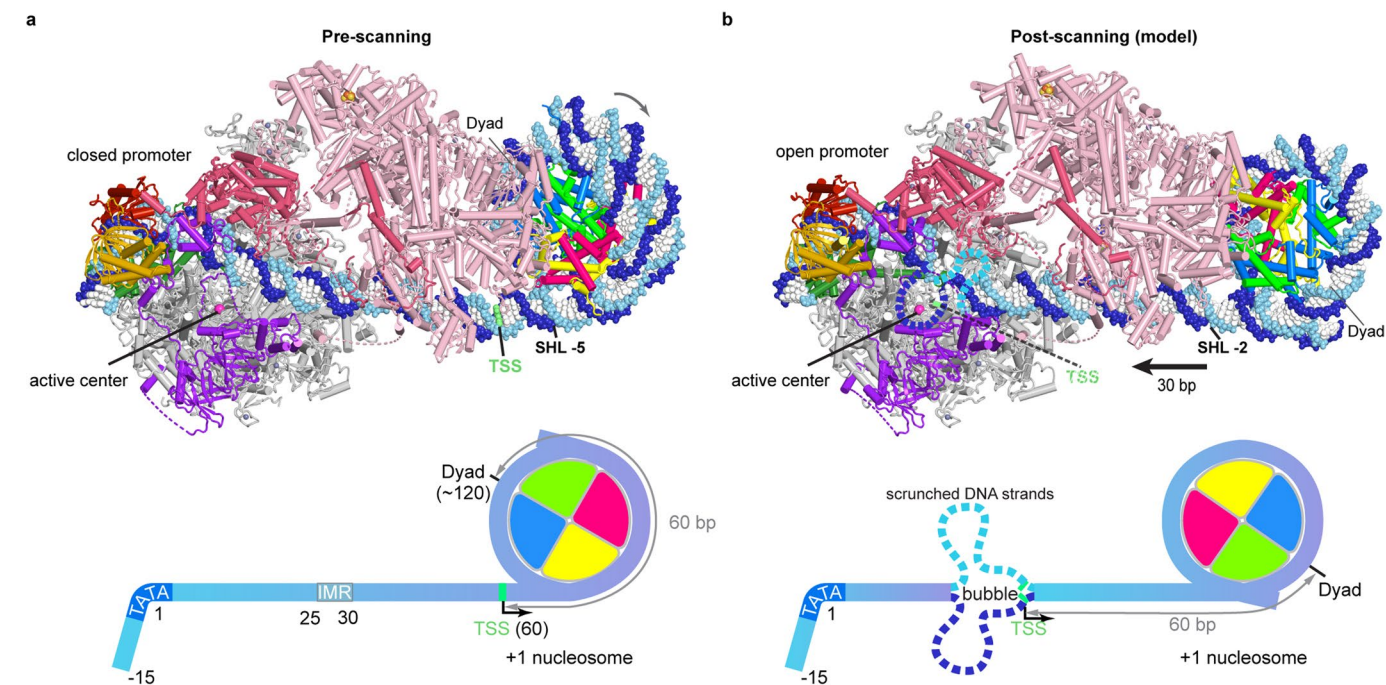 a
Pre-scanning
Dyad
closed promoter
active center
TSS
SHL -5
Dyad
(~120)
60 bp
TATA
1
IMR
25 30
TSS (60)
-15
+1 nucleosome
b
Post-scanning (model)
open promoter
Dyad
SHL -2
active center
TSS
30 bp
scrunched DNA strands
bubble
TATA
1
TSS
60 bp
Dyad
-15
+1 nucleosome